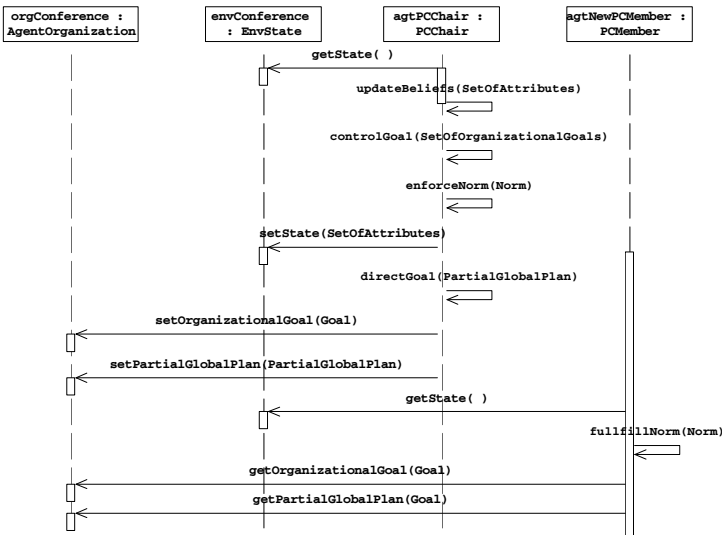 orgConference :
AgentOrganization
envConference
: EnvState
agtPCChair :
PCChair
agtNewPCMember :
PCMember
getState( )
updateBeliefs(SetOfAttributes)
controlGoal(SetOfOrganizationalGoals)
enforceNorm(Norm)
setState(SetOfAttributes)
directGoal(PartialGlobalPlan)
setOrganizationalGoal(Goal)
setPartialGlobalPlan(PartialGlobalPlan)
getState( )
fullfillNorm(Norm)
getOrganizationalGoal(Goal)
getPartialGlobalPlan(Goal)